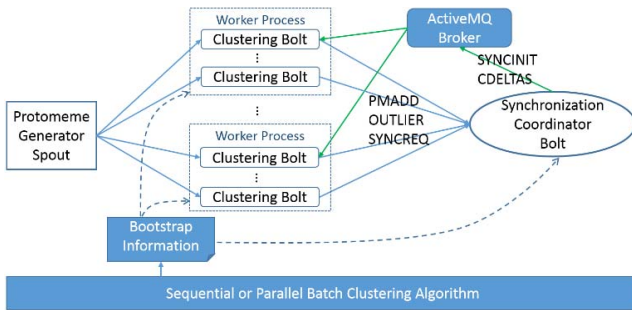 Worker Process
Clustering Bolt
...
Clustering Bolt
...
Worker Process
Clustering Bolt
...
Clustering Bolt
ActiveMQ
Broker
SYNCINIT
CDELTAS
PMADD
OUTLIER
SYNCREQ
Synchronization
Coordinator
Bolt
Protomeme
Generator
Spout
Bootstrap
Information
Sequential or Parallel Batch Clustering Algorithm